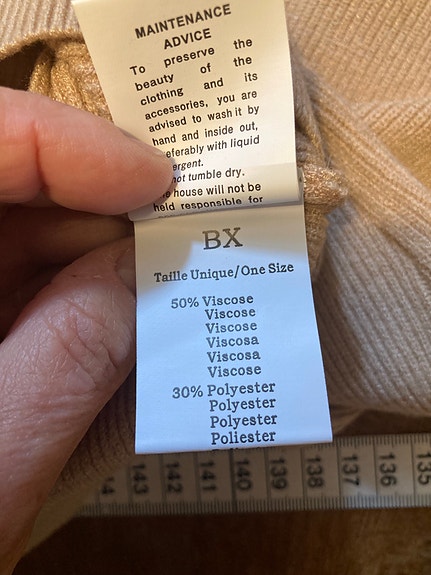 MAINTENANCE
ADVICE
To preserve the
beauty of the
clothing and its
accessories, you are
advised to wash it by
hand and inside out,
eferably with liquid
ergent.
not tumble dry.
e house will not be
held responsible for
BX
Taille Unique/One Size
50% Viscose
Viscose
Viscose
Viscosa
Viscosa
Viscose
30% Polyester
Polyester
Polyester
Poliester
4 143 142 141 140 139 138 137 136 135